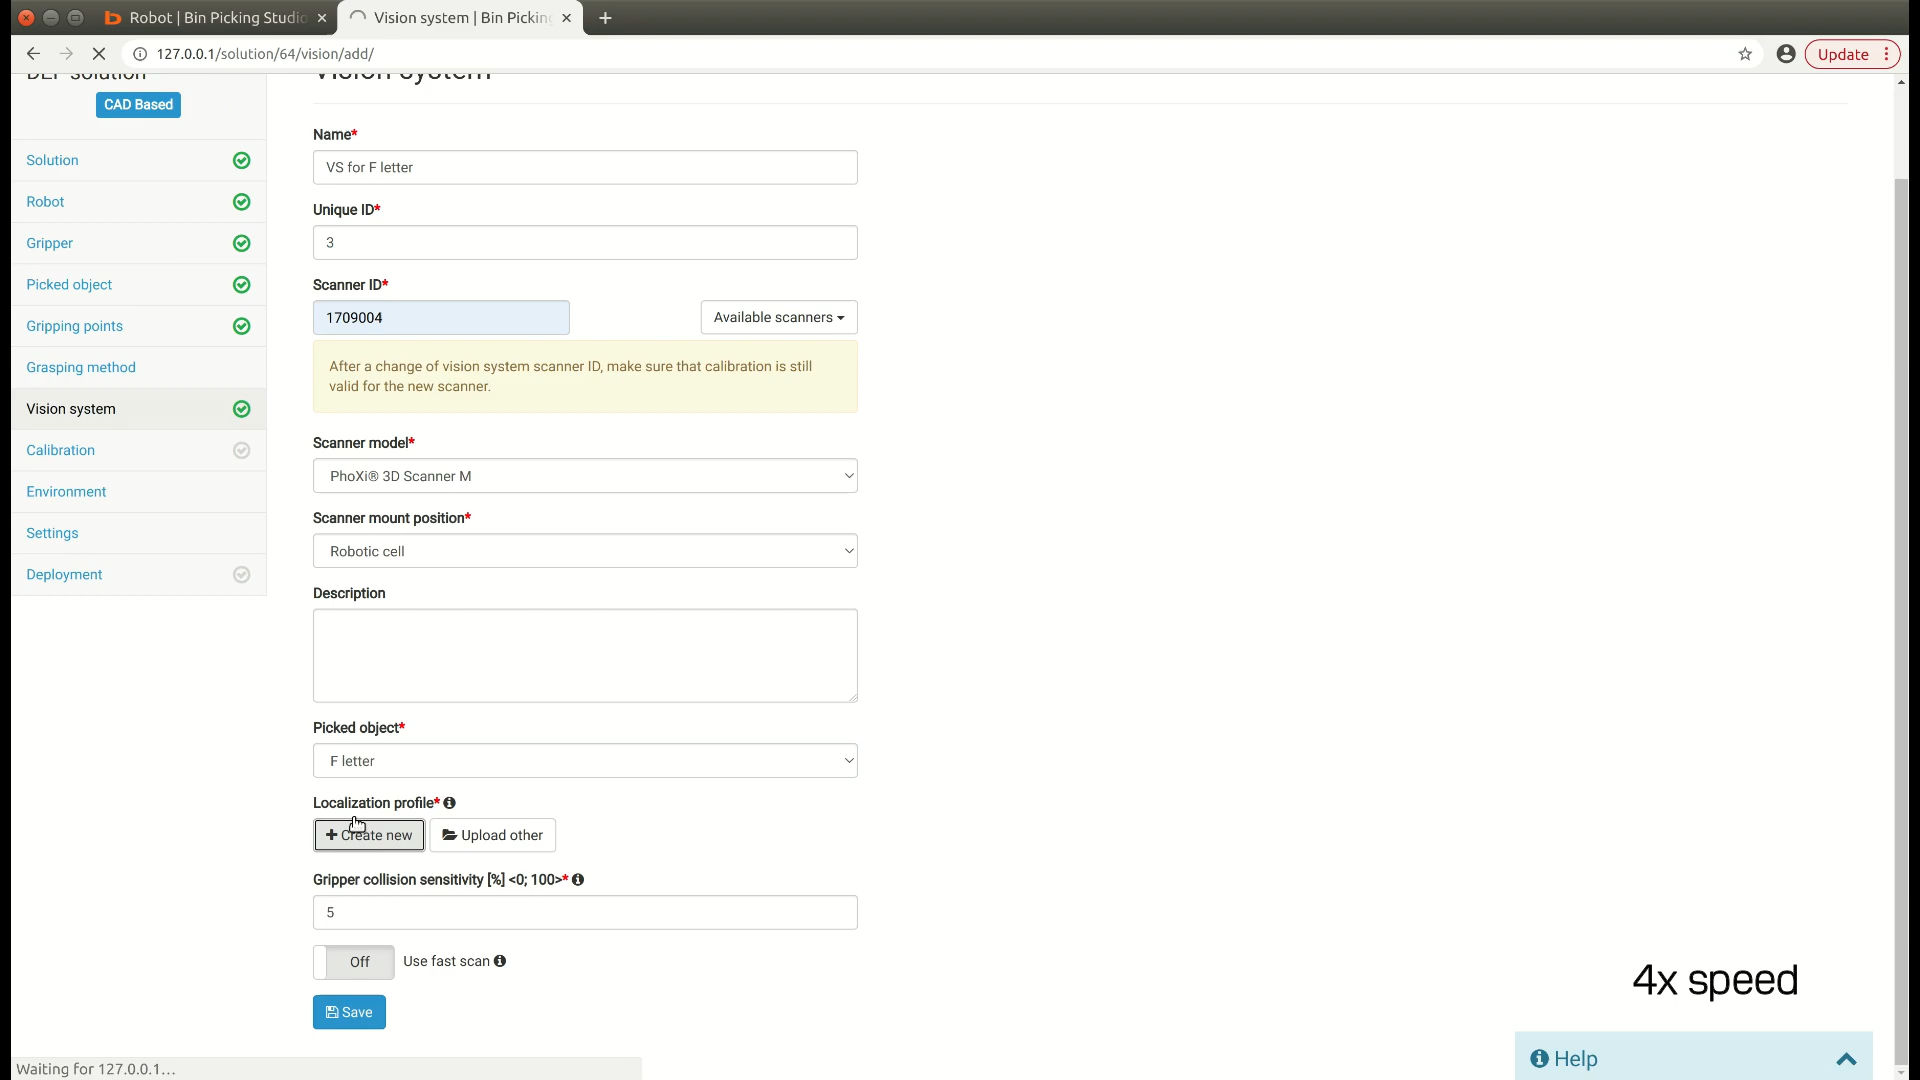 Robot | Bin Picking Studio
Vision system | Bin Picking
127.0.0.1/solution/64/vision/add/
Update
DEF solution
Vision system
CAD Based
Solution
Robot
Gripper
Picked object
Gripping points
Grasping method
Vision system
Calibration
Environment
Settings
Deployment
Name*
VS for F letter
Unique ID*
3
Scanner ID*
1709004
Available scanners
After a change of vision system scanner ID, make sure that calibration is still
valid for the new scanner.
Scanner model*
PhoXi® 3D Scanner M
Scanner mount position*
Robotic cell
Description
Picked object*
F letter
Localization profile*
Create new
Upload other
Gripper collision sensitivity [%] <0; 100>*
5
Off
Use fast scan
Save
4x speed
Help
Waiting for 127.0.0.1...